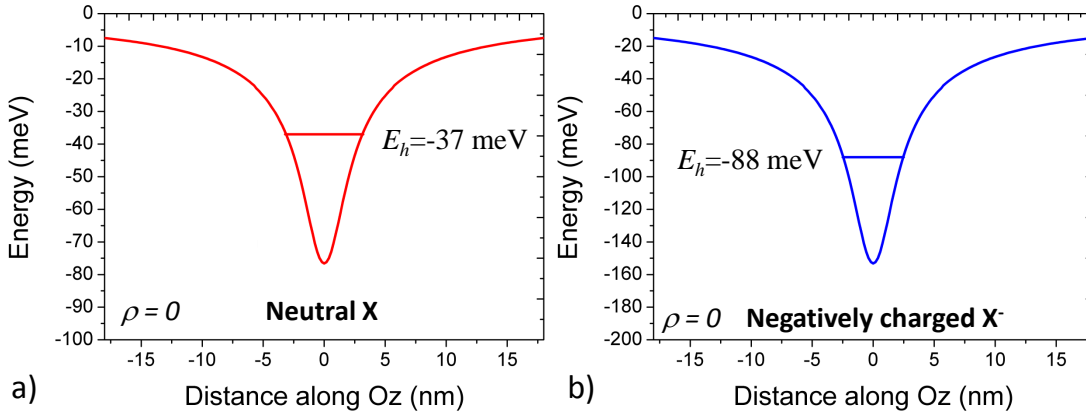 0
-10
-20
-30
-40
-50
-60
-70
-80
-90
-100
-15 -10 -5 0 5 10 15
Energy (meV)
Distance along Oz (nm)
E_h=-37 meV
ρ = 0
Neutral X
a)
0
-20
-40
-60
-80
-100
-120
-140
-160
-180
-200
-15 -10 -5 0 5 10 15
Energy (meV)
Distance along Oz (nm)
E_h=-88 meV
ρ = 0
Negatively charged X⁻
b)